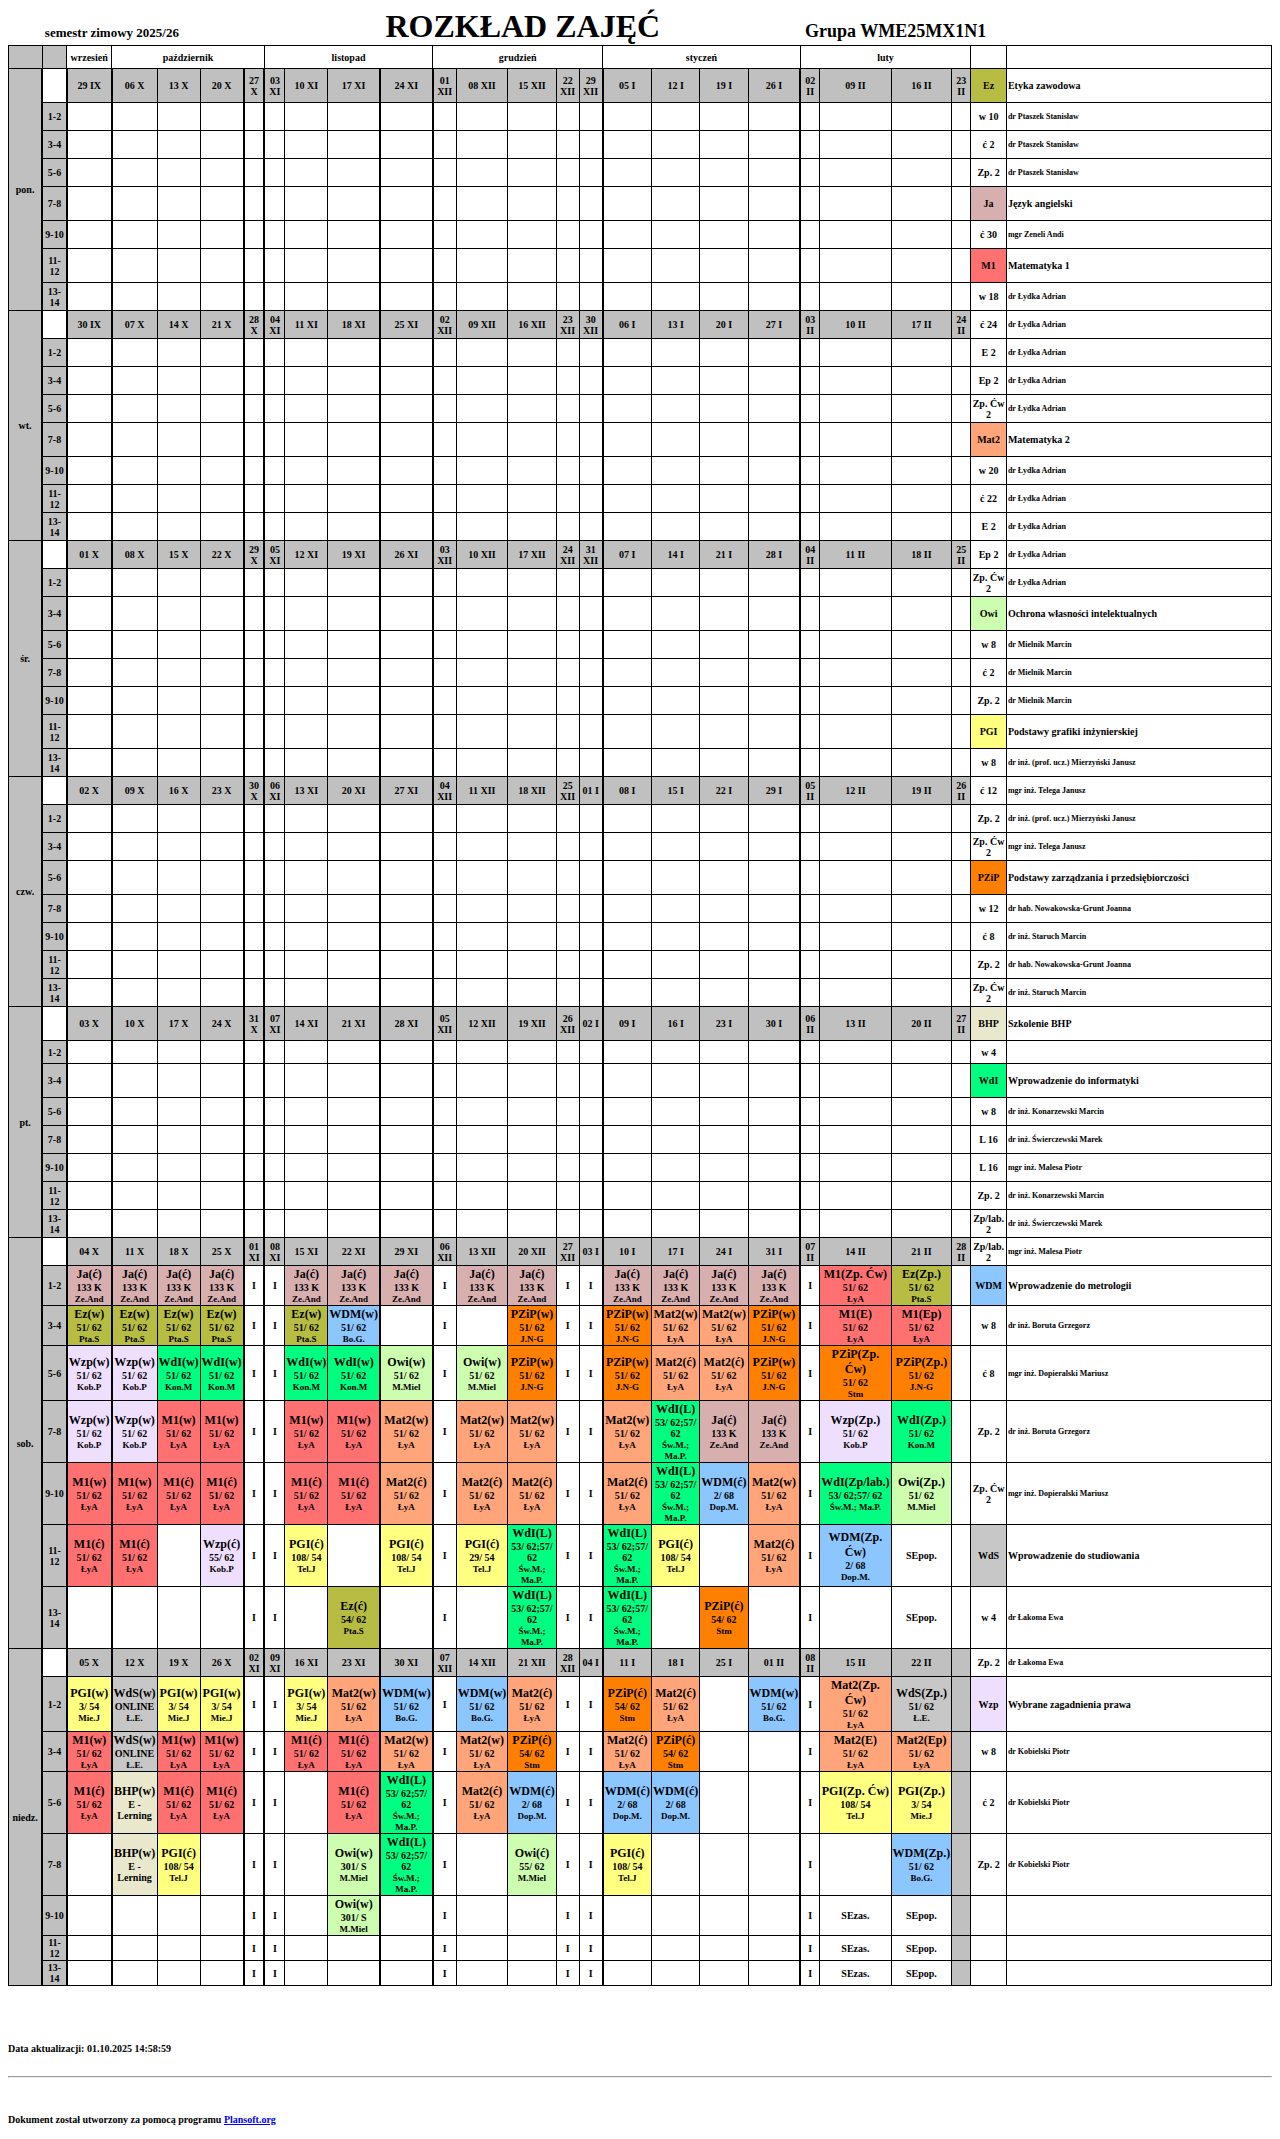 semestr zimowy 2025/26 ROZKŁAD ZAJĘĆ Grupa WME25MX1N1
wrzesień październik listopad grudzień styczeń luty
pon. 29 IX 06 X 13 X 20 X 27 X 03 XI 10 XI 17 XI 24 XI 01 XII 08 XII 15 XII 22 XII 29 XII 05 I 12 I 19 I 26 I 02 II 09 II 16 II 23 II Ez Etyka zawodowa
1-2 w 10 dr Ptaszek Stanisław
3-4 ć 2 dr Ptaszek Stanisław
5-6 Zp. 2 dr Ptaszek Stanisław
7-8 Ja Język angielski
9-10 ć 30 mgr Zeneli Andi
11-12 M1 Matematyka 1
13-14 w 18 dr Łydka Adrian
wt. 30 IX 07 X 14 X 21 X 28 X 04 XI 11 XI 18 XI 25 XI 02 XII 09 XII 16 XII 23 XII 30 XII 06 I 13 I 20 I 27 I 03 II 10 II 17 II 24 II ć 24 dr Łydka Adrian
1-2 E 2 dr Łydka Adrian
3-4 Ep 2 dr Łydka Adrian
5-6 Zp. Ćw 2 dr Łydka Adrian
7-8 Mat2 Matematyka 2
9-10 w 20 dr Łydka Adrian
11-12 ć 22 dr Łydka Adrian
13-14 E 2 dr Łydka Adrian
śr. 01 X 08 X 15 X 22 X 29 X 05 XI 12 XI 19 XI 26 XI 03 XII 10 XII 17 XII 24 XII 31 XII 07 I 14 I 21 I 28 I 04 II 11 II 18 II 25 II Ep 2 dr Łydka Adrian
1-2 Zp. Ćw 2 dr Łydka Adrian
3-4 Owi Ochrona własności intelektualnych
5-6 w 8 dr Mielnik Marcin
7-8 ć 2 dr Mielnik Marcin
9-10 Zp. 2 dr Mielnik Marcin
11-12 PGI Podstawy grafiki inżynierskiej
13-14 w 8 dr inż. (prof. ucz.) Mierzyński Janusz
czw. 02 X 09 X 16 X 23 X 30 X 06 XI 13 XI 20 XI 27 XI 04 XII 11 XII 18 XII 25 XII 01 I 08 I 15 I 22 I 29 I 05 II 12 II 19 II 26 II ć 12 mgr inż. Telega Janusz
1-2 Zp. 2 dr inż. (prof. ucz.) Mierzyński Janusz
3-4 Zp. Ćw 2 mgr inż. Telega Janusz
5-6 PZiP Podstawy zarządzania i przedsiębiorczości
7-8 w 12 dr hab. Nowakowska-Grunt Joanna
9-10 ć 8 dr inż. Staruch Marcin
11-12 Zp. 2 dr hab. Nowakowska-Grunt Joanna
13-14 Zp. Ćw 2 dr inż. Staruch Marcin
pt. 03 X 10 X 17 X 24 X 31 X 07 XI 14 XI 21 XI 28 XI 05 XII 12 XII 19 XII 26 XII 02 I 09 I 16 I 23 I 30 I 06 II 13 II 20 II 27 II BHP Szkolenie BHP
1-2 w 4
3-4 WdI Wprowadzenie do informatyki
5-6 w 8 dr inż. Konarzewski Marcin
7-8 L 16 dr inż. Świerczewski Marek
9-10 L 16 mgr inż. Malesa Piotr
11-12 Zp. 2 dr inż. Konarzewski Marcin
13-14 Zp/lab. 2 dr inż. Świerczewski Marek
sob. 04 X 11 X 18 X 25 X 01 XI 08 XI 15 XI 22 XI 29 XI 06 XII 13 XII 20 XII 27 XII 03 I 10 I 17 I 24 I 31 I 07 II 14 II 21 II 28 II Zp/lab. 2 mgr inż. Malesa Piotr
1-2 Ja(ć) 133 K Ze.And Ja(ć) 133 K Ze.And Ja(ć) 133 K Ze.And Ja(ć) 133 K Ze.And I I Ja(ć) 133 K Ze.And Ja(ć) 133 K Ze.And Ja(ć) 133 K Ze.And I Ja(ć) 133 K Ze.And Ja(ć) 133 K Ze.And I I Ja(ć) 133 K Ze.And Ja(ć) 133 K Ze.And Ja(ć) 133 K Ze.And Ja(ć) 133 K Ze.And I M1(Zp. Ćw) 51/ 62 ŁyA Ez(Zp.) 51/ 62 Pta.S WDM Wprowadzenie do metrologii
3-4 Ez(w) 51/ 62 Pta.S Ez(w) 51/ 62 Pta.S Ez(w) 51/ 62 Pta.S Ez(w) 51/ 62 Pta.S I I Ez(w) 51/ 62 Pta.S WDM(w) 51/ 62 Bo.G. I PZiP(w) 51/ 62 J.N-G I I PZiP(w) 51/ 62 J.N-G Mat2(w) 51/ 62 ŁyA Mat2(w) 51/ 62 ŁyA PZiP(w) 51/ 62 J.N-G I M1(E) 51/ 62 ŁyA M1(Ep) 51/ 62 ŁyA w 8 dr inż. Boruta Grzegorz
5-6 Wzp(w) 51/ 62 Kob.P Wzp(w) 51/ 62 Kob.P WdI(w) 51/ 62 Kon.M WdI(w) 51/ 62 Kon.M I I WdI(w) 51/ 62 Kon.M WdI(w) 51/ 62 Kon.M Owi(w) 51/ 62 M.Miel I Owi(w) 51/ 62 M.Miel PZiP(w) 51/ 62 J.N-G I I PZiP(w) 51/ 62 J.N-G Mat2(ć) 51/ 62 ŁyA Mat2(ć) 51/ 62 ŁyA PZiP(w) 51/ 62 J.N-G I PZiP(Zp. Ćw) 51/ 62 Stm PZiP(Zp.) 51/ 62 J.N-G ć 8 mgr inż. Dopieralski Mariusz
7-8 Wzp(w) 51/ 62 Kob.P Wzp(w) 51/ 62 Kob.P M1(w) 51/ 62 ŁyA M1(w) 51/ 62 ŁyA I I M1(w) 51/ 62 ŁyA M1(w) 51/ 62 ŁyA Mat2(w) 51/ 62 ŁyA I Mat2(w) 51/ 62 ŁyA Mat2(w) 51/ 62 ŁyA I I Mat2(w) 51/ 62 ŁyA WdI(L) 53/ 62;57/ 62 Św.M.; Ma.P. Ja(ć) 133 K Ze.And Ja(ć) 133 K Ze.And I Wzp(Zp.) 51/ 62 Kob.P WdI(Zp.) 51/ 62 Kon.M Zp. 2 dr inż. Boruta Grzegorz
9-10 M1(w) 51/ 62 ŁyA M1(w) 51/ 62 ŁyA M1(ć) 51/ 62 ŁyA M1(ć) 51/ 62 ŁyA I I M1(ć) 51/ 62 ŁyA M1(ć) 51/ 62 ŁyA Mat2(ć) 51/ 62 ŁyA I Mat2(ć) 51/ 62 ŁyA Mat2(ć) 51/ 62 ŁyA I I Mat2(ć) 51/ 62 ŁyA WdI(L) 53/ 62;57/ 62 Św.M.; Ma.P. WDM(ć) 2/ 68 Dop.M. Mat2(w) 51/ 62 ŁyA I WdI(Zp/lab.) 53/ 62;57/ 62 Św.M.; Ma.P. Owi(Zp.) 51/ 62 M.Miel Zp. Ćw 2 mgr inż. Dopieralski Mariusz
11-12 M1(ć) 51/ 62 ŁyA M1(ć) 51/ 62 ŁyA Wzp(ć) 55/ 62 Kob.P I I PGI(ć) 108/ 54 Tel.J PGI(ć) 108/ 54 Tel.J I PGI(ć) 29/ 54 Tel.J WdI(L) 53/ 62;57/ 62 Św.M.; Ma.P. I I WdI(L) 53/ 62;57/ 62 Św.M.; Ma.P. PGI(ć) 108/ 54 Tel.J Mat2(ć) 51/ 62 ŁyA I WDM(Zp. Ćw) 2/ 68 Dop.M. SEpop. WdS Wprowadzenie do studiowania
13-14 I I Ez(ć) 54/ 62 Pta.S I WdI(L) 53/ 62;57/ 62 Św.M.; Ma.P. I I WdI(L) 53/ 62;57/ 62 Św.M.; Ma.P. PZiP(ć) 54/ 62 Stm I SEpop. w 4 dr Łakoma Ewa
niedz. 05 X 12 X 19 X 26 X 02 XI 09 XI 16 XI 23 XI 30 XI 07 XII 14 XII 21 XII 28 XII 04 I 11 I 18 I 25 I 01 II 08 II 15 II 22 II Zp. 2 dr Łakoma Ewa
1-2 PGI(w) 3/ 54 Mie.J WdS(w) ONLINE Ł.E. PGI(w) 3/ 54 Mie.J PGI(w) 3/ 54 Mie.J I I PGI(w) 3/ 54 Mie.J Mat2(w) 51/ 62 ŁyA WDM(w) 51/ 62 Bo.G. I WDM(w) 51/ 62 Bo.G. Mat2(ć) 51/ 62 ŁyA I I PZiP(ć) 54/ 62 Stm Mat2(ć) 51/ 62 ŁyA WDM(w) 51/ 62 Bo.G. I Mat2(Zp. Ćw) 51/ 62 ŁyA WdS(Zp.) 51/ 62 Ł.E. Wzp Wybrane zagadnienia prawa
3-4 M1(w) 51/ 62 ŁyA WdS(w) ONLINE Ł.E. M1(w) 51/ 62 ŁyA M1(w) 51/ 62 ŁyA I I M1(ć) 51/ 62 ŁyA M1(ć) 51/ 62 ŁyA Mat2(w) 51/ 62 ŁyA I Mat2(w) 51/ 62 ŁyA PZiP(ć) 54/ 62 Stm I I Mat2(ć) 51/ 62 ŁyA PZiP(ć) 54/ 62 Stm I Mat2(E) 51/ 62 ŁyA Mat2(Ep) 51/ 62 ŁyA w 8 dr Kobielski Piotr
5-6 M1(ć) 51/ 62 ŁyA BHP(w) E - Lerning M1(ć) 51/ 62 ŁyA M1(ć) 51/ 62 ŁyA I I M1(ć) 51/ 62 ŁyA WdI(L) 53/ 62;57/ 62 Św.M.; Ma.P. I Mat2(ć) 51/ 62 ŁyA WDM(ć) 2/ 68 Dop.M. I I WDM(ć) 2/ 68 Dop.M. WDM(ć) 2/ 68 Dop.M. I PGI(Zp. Ćw) 108/ 54 Tel.J PGI(Zp.) 3/ 54 Mie.J ć 2 dr Kobielski Piotr
7-8 BHP(w) E - Lerning PGI(ć) 108/ 54 Tel.J I I Owi(w) 301/ S M.Miel WdI(L) 53/ 62;57/ 62 Św.M.; Ma.P. I Owi(ć) 55/ 62 M.Miel I I PGI(ć) 108/ 54 Tel.J I WDM(Zp.) 51/ 62 Bo.G. Zp. 2 dr Kobielski Piotr
9-10 I I Owi(w) 301/ S M.Miel I I I I SEzas. SEpop.
11-12 I I I I I I SEzas. SEpop.
13-14 I I I I I I SEzas. SEpop.
Data aktualizacji: 01.10.2025 14:58:59
Dokument został utworzony za pomocą programu Plansoft.org